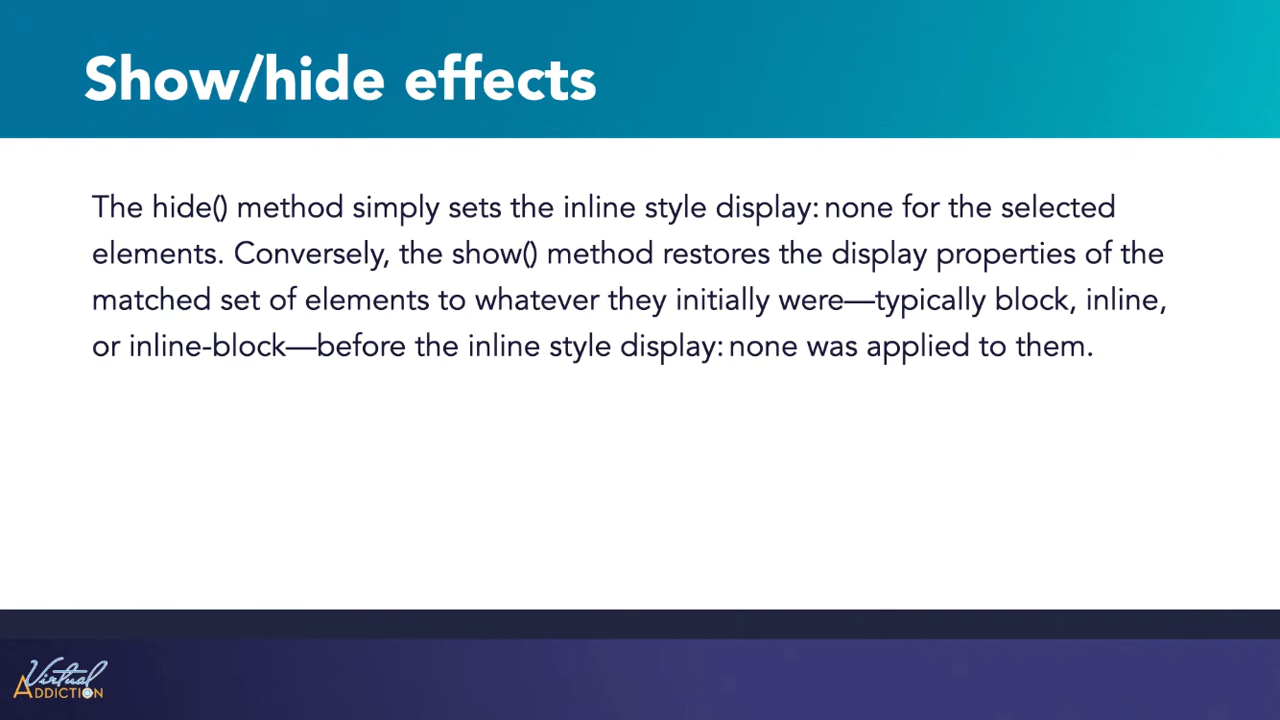 Show/hide effects
The hide() method simply sets the inline style display: none for the selected
elements. Conversely, the show() method restores the display properties of the
matched set of elements to whatever they initially were—typically block, inline,
or inline-block—before the inline style display: none was applied to them.
Virtual
ADDICTION